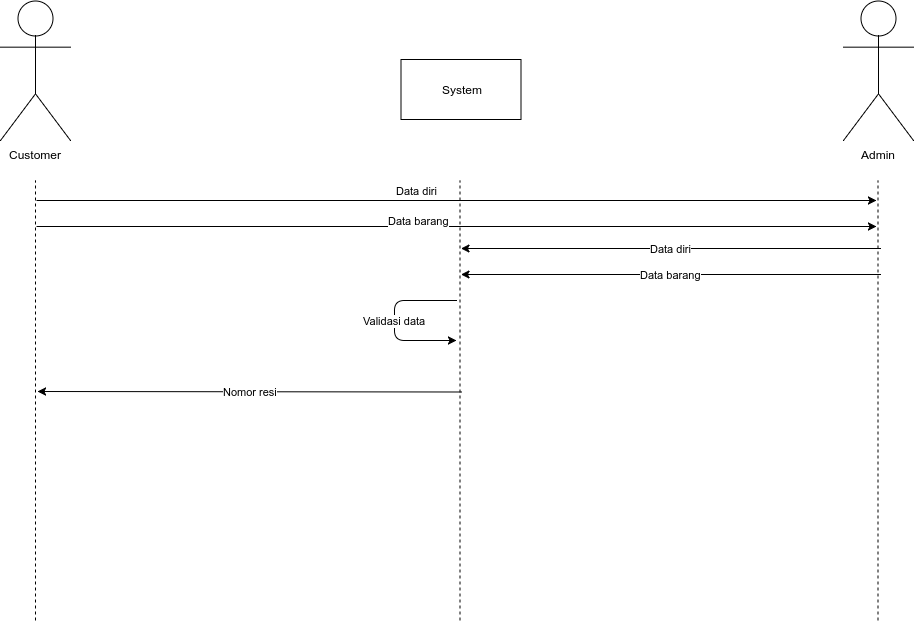 System
Customer
Admin
Data diri
Data barang
Data diri
Data barang
Validasi data
Nomor resi